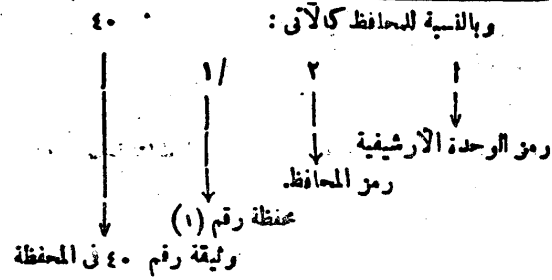 وبالنسبة للمحافظ كالآتى :
ا ٢ /١ ٤٠
رمز الوحدة الأرشيفية
رمز المحافظ.
محفظة رقم (١)
وثيقة رقم ٤٠ فى المحفظة